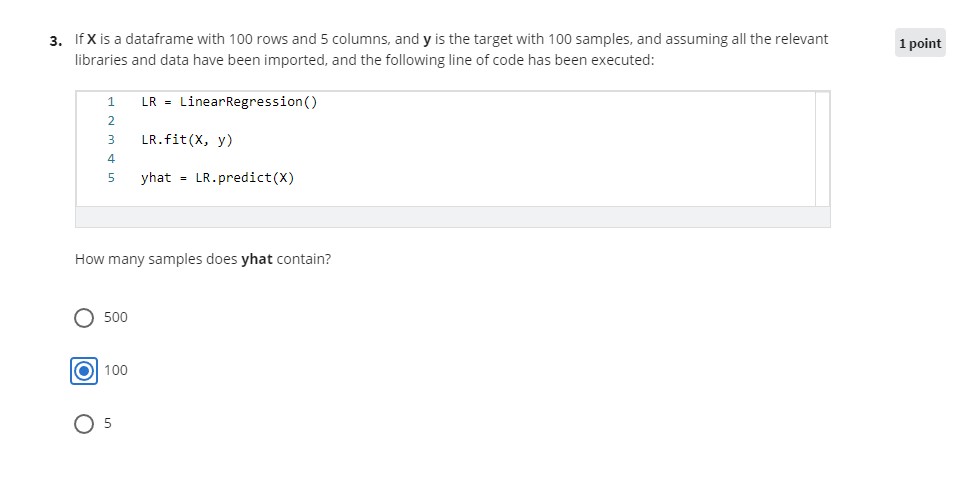 3. If X is a dataframe with 100 rows and 5 columns, and y is the target with 100 samples, and assuming all the relevant
libraries and data have been imported, and the following line of code has been executed:
1 point
1 LR = LinearRegression()
2
3 LR.fit(X, y)
4
5 yhat = LR.predict(X)
How many samples does yhat contain?
500
100
5